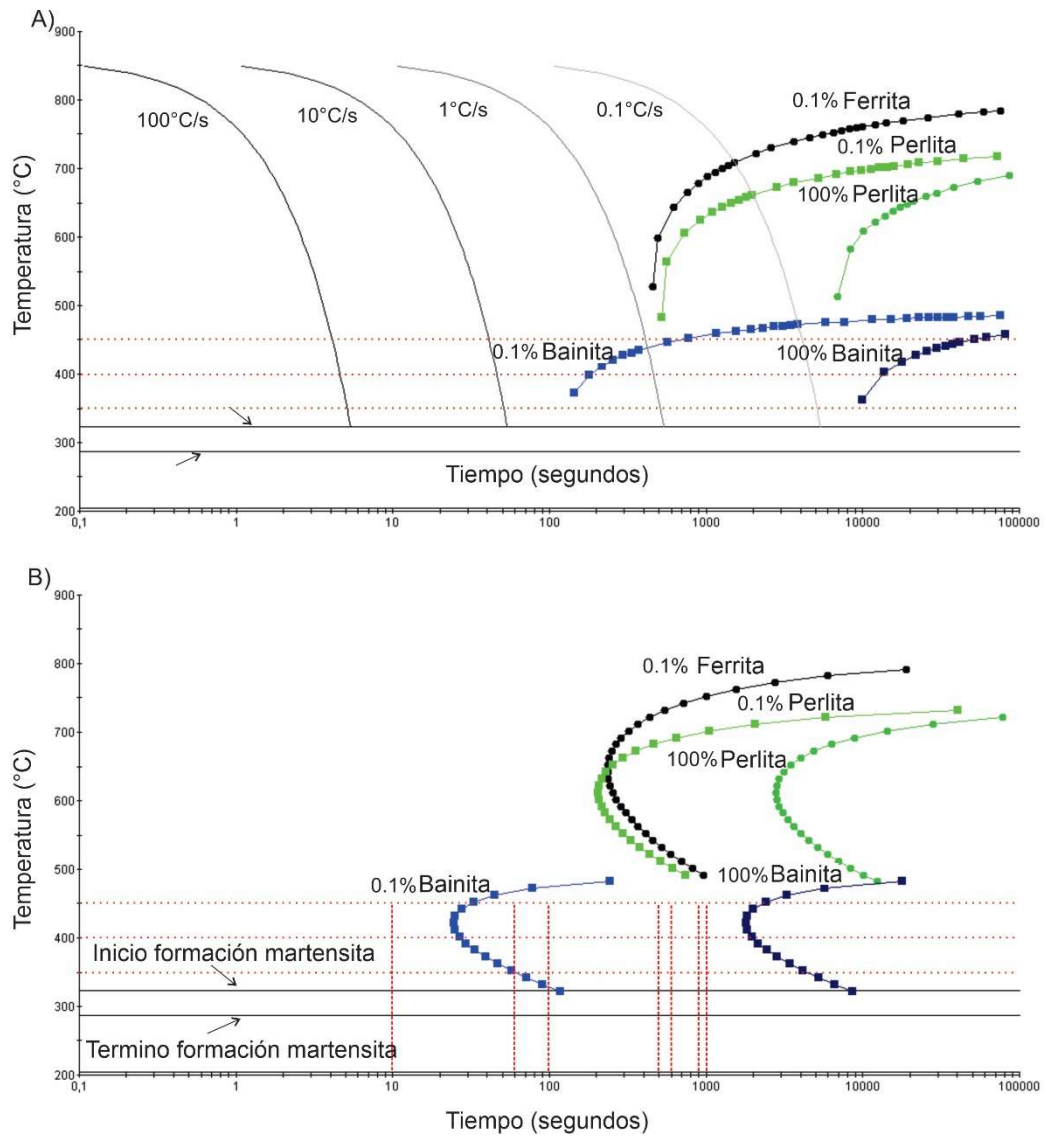 A)
900
800
700
600
500
400
300
200
Temperatura (°C)
100°C/s
10°C/s
1°C/s
0.1°C/s
0.1% Ferrita
0.1% Perlita
100% Perlita
0.1% Bainita
100% Bainita
Tiempo (segundos)
0,1
1
10
100
1000
10000
100000
B)
900
800
700
600
500
400
300
200
Temperatura (°C)
0.1% Ferrita
0.1% Perlita
100% Perlita
0.1% Bainita
100% Bainita
Inicio formación martensita
Termino formación martensita
0,1
1
10
100
1000
10000
100000
Tiempo (segundos)